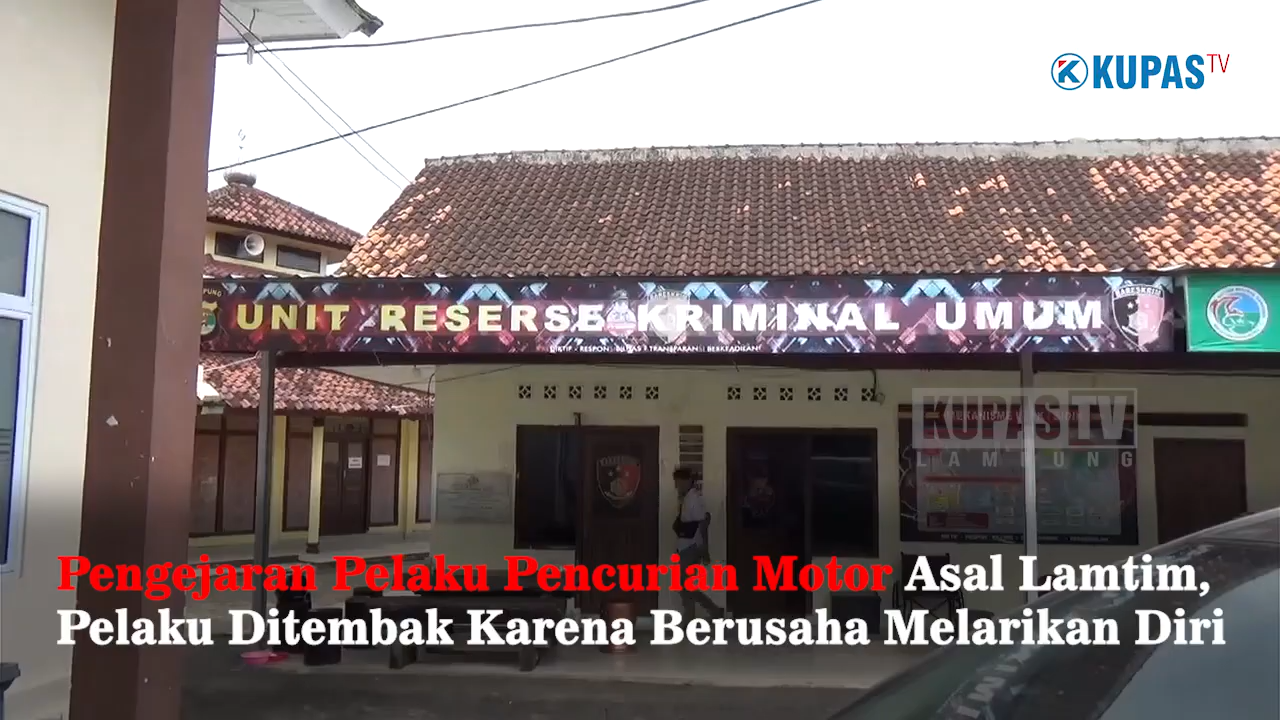 KUPAS TV
UNIT RESERSE KRIMINAL UMUM
BARESKRIM
KUPAS TV
LAMPUNG
Pengejaran Pelaku Pencurian Motor Asal Lamtim,
Pelaku Ditembak Karena Berusaha Melarikan Diri